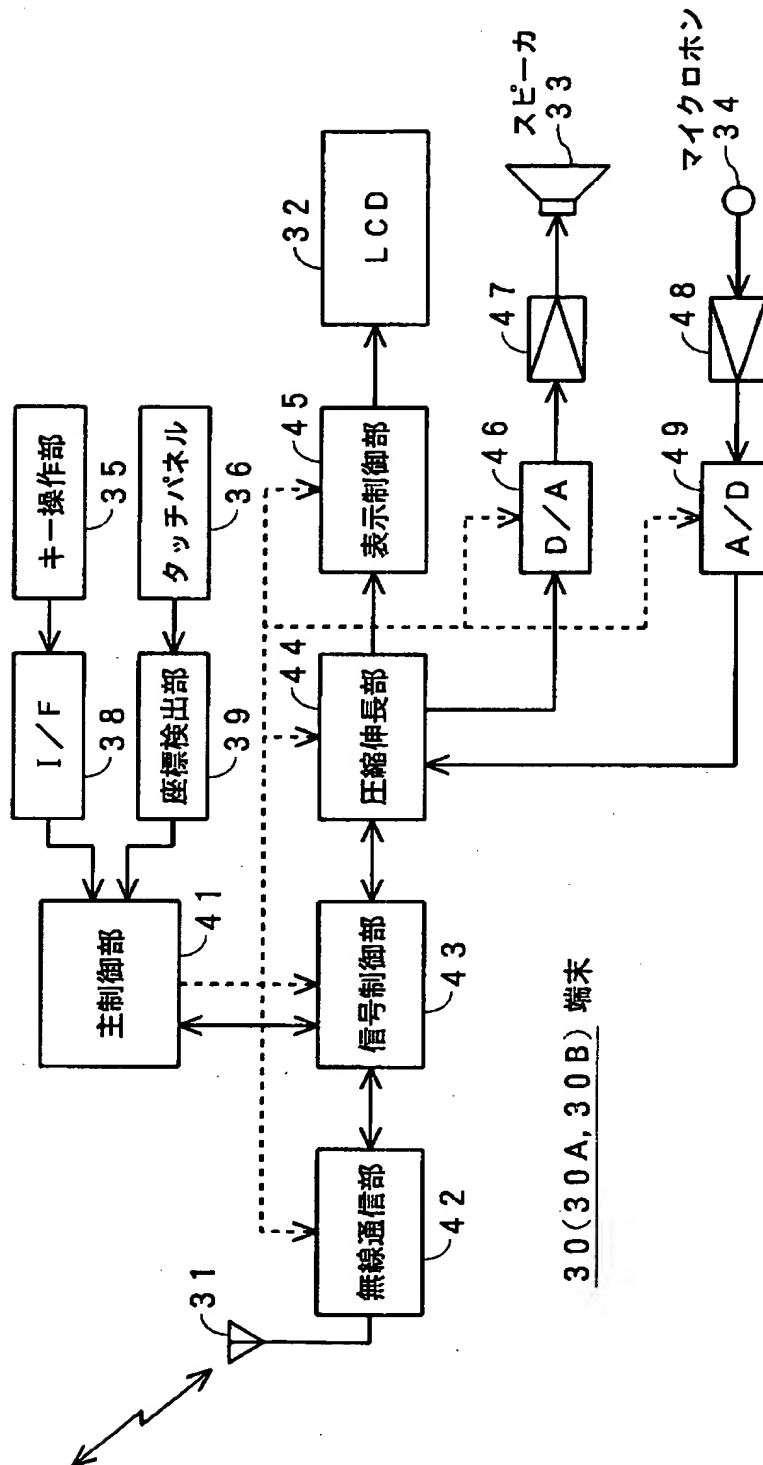 キー操作部
35
I/F
38
タッチパネル
36
座標検出部
39
主制御部
41
31
無線通信部
42
信号制御部
43
圧縮伸長部
44
表示制御部
45
LCD
32
D/A
46
47
スピーカ
33
A/D
49
48
マイクロホン
34
30(30A,30B) 端末